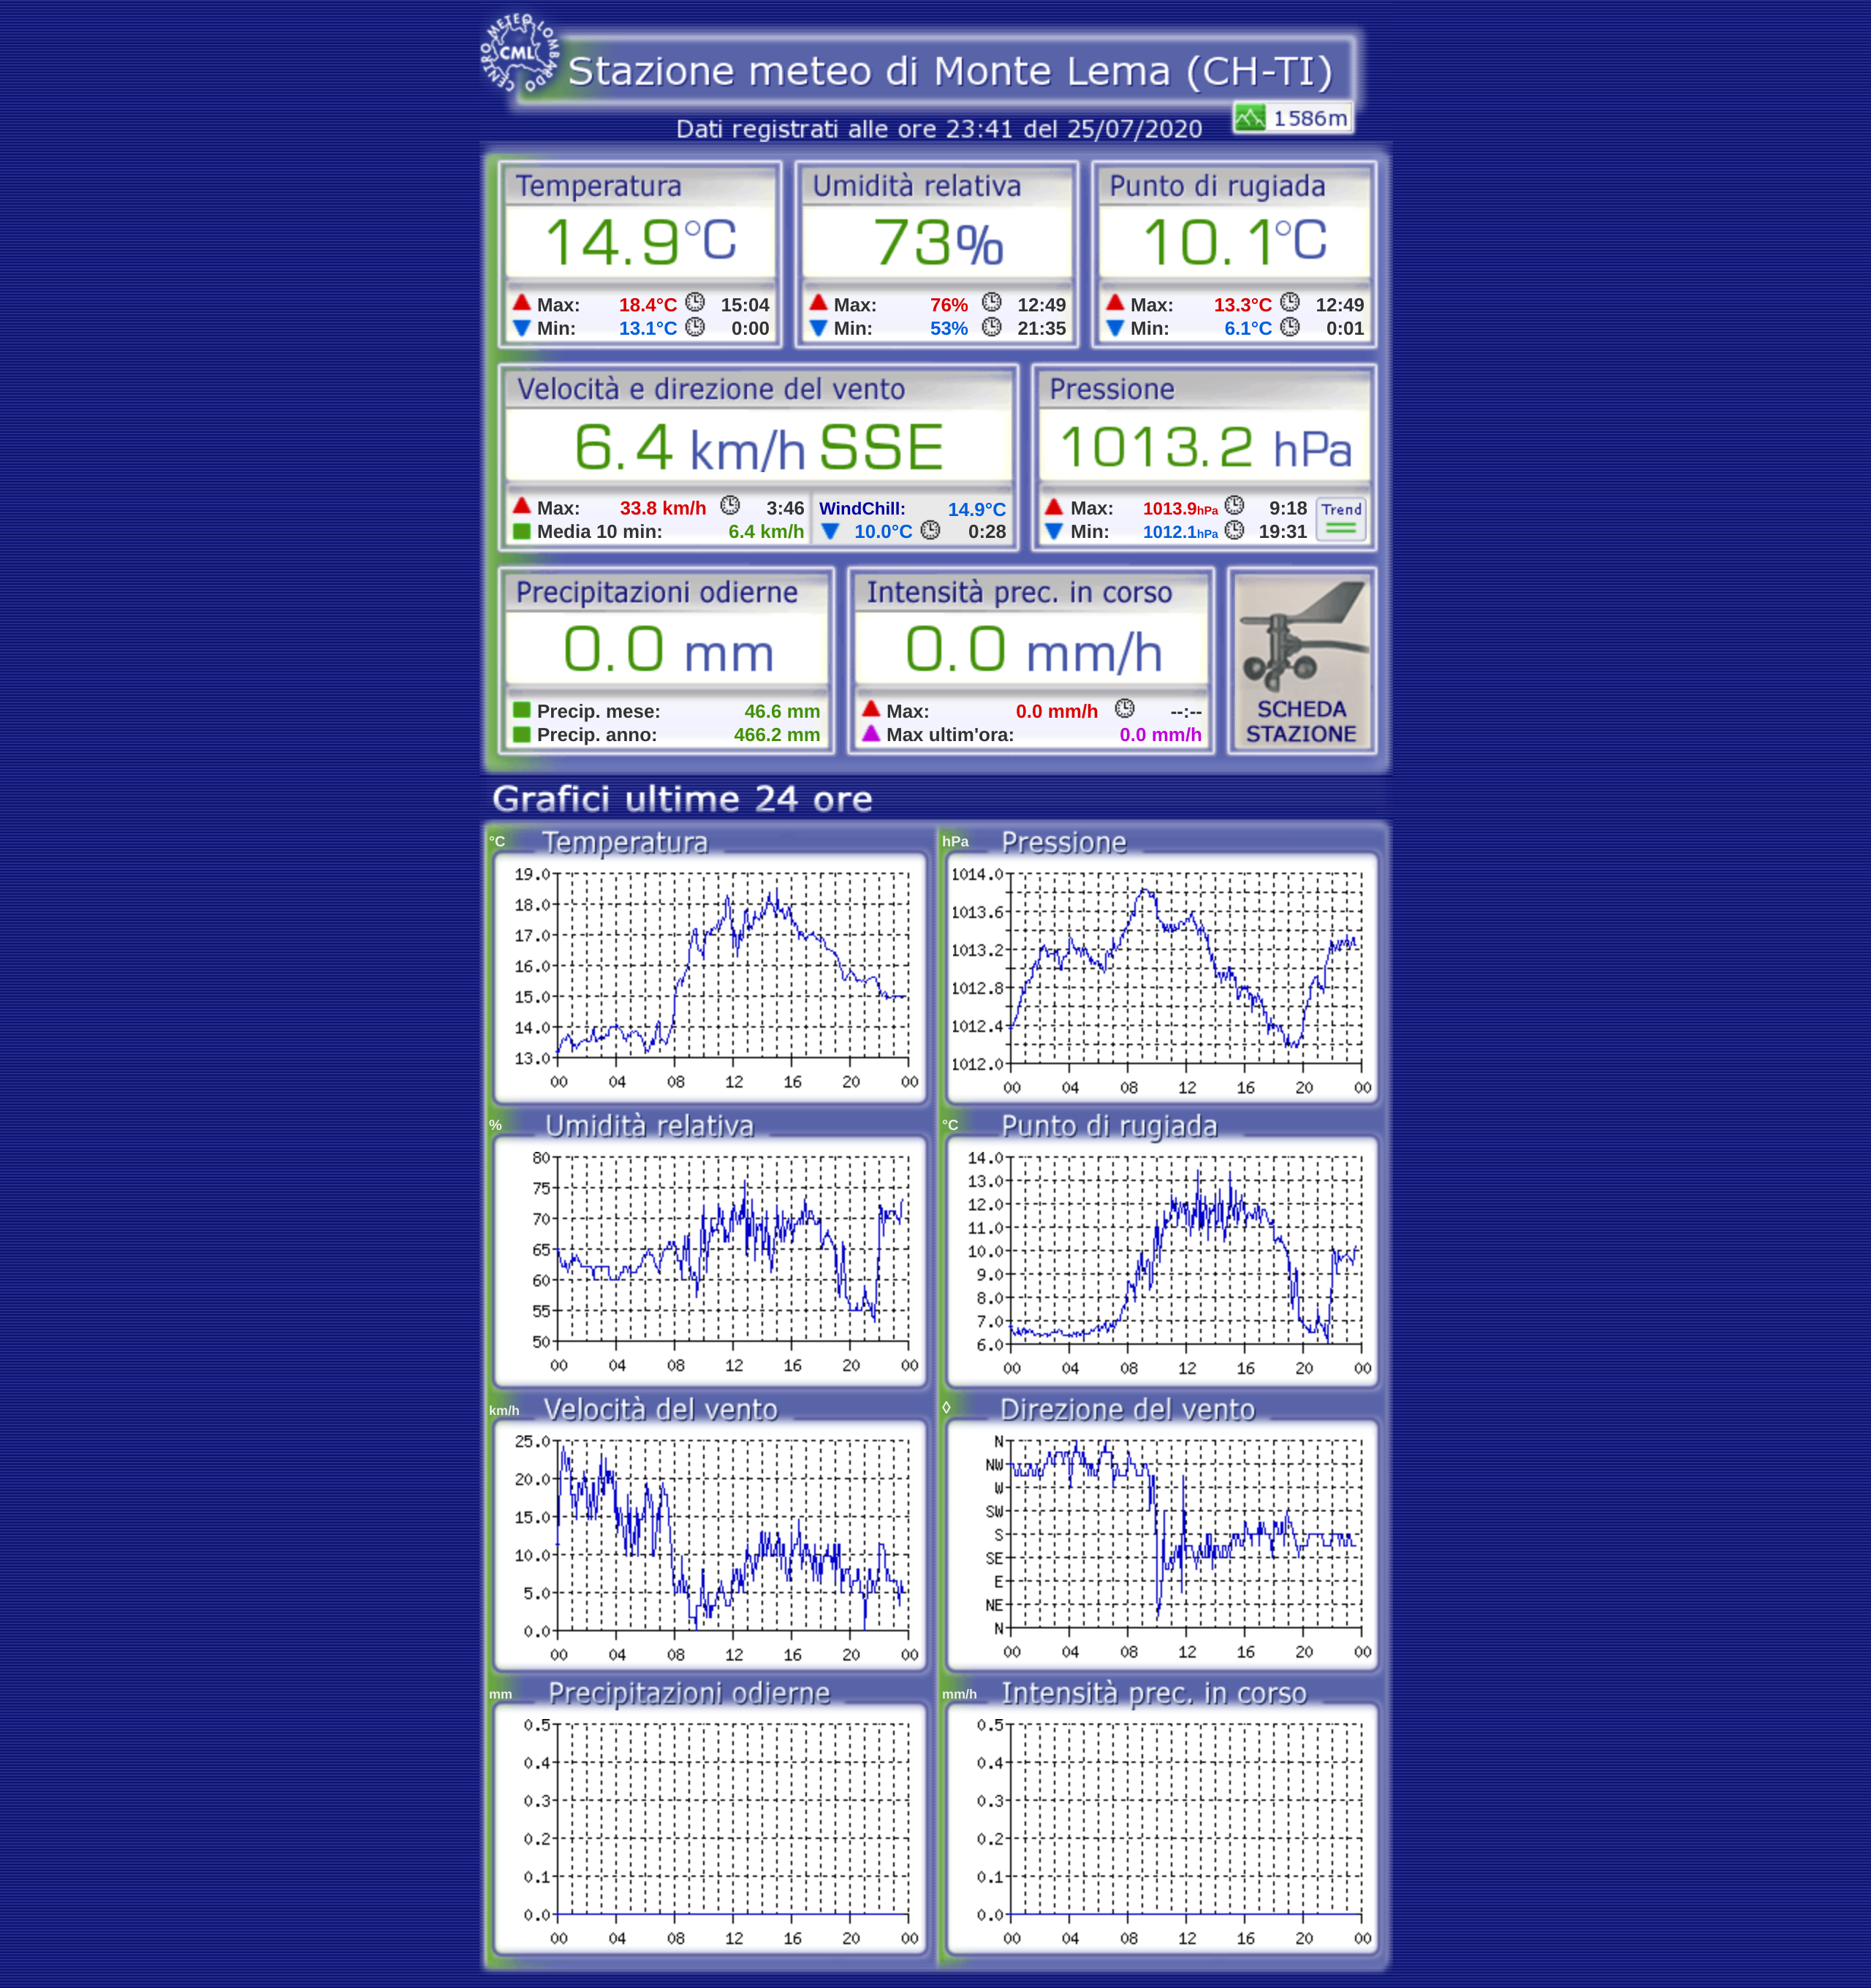 CENTRO METEO LOMBARDO
CML
Stazione meteo di Monte Lema (CH-TI)
1586m
Dati registrati alle ore 23:41 del 25/07/2020
Temperatura
14.9°C
Max: 18.4°C 15:04
Min: 13.1°C 0:00
Umidità relativa
73%
Max: 76% 12:49
Min: 53% 21:35
Punto di rugiada
10.1°C
Max: 13.3°C 12:49
Min: 6.1°C 0:01
Velocità e direzione del vento
6.4 km/h SSE
Max: 33.8 km/h 3:46
Media 10 min: 6.4 km/h
WindChill: 14.9°C
10.0°C 0:28
Pressione
1013.2 hPa
Max: 1013.9hPa 9:18
Min: 1012.1hPa 19:31
Trend
Precipitazioni odierne
0.0 mm
Precip. mese: 46.6 mm
Precip. anno: 466.2 mm
Intensità prec. in corso
0.0 mm/h
Max: 0.0 mm/h --:--
Max ultim'ora: 0.0 mm/h
SCHEDA
STAZIONE
Grafici ultime 24 ore
°C Temperatura
19.0
18.0
17.0
16.0
15.0
14.0
13.0
00 04 08 12 16 20 00
hPa Pressione
1014.0
1013.6
1013.2
1012.8
1012.4
1012.0
00 04 08 12 16 20 00
% Umidità relativa
80
75
70
65
60
55
50
00 04 08 12 16 20 00
°C Punto di rugiada
14.0
13.0
12.0
11.0
10.0
9.0
8.0
7.0
6.0
00 04 08 12 16 20 00
km/h Velocità del vento
25.0
20.0
15.0
10.0
5.0
0.0
00 04 08 12 16 20 00
◊ Direzione del vento
N
NW
W
SW
S
SE
E
NE
N
00 04 08 12 16 20 00
mm Precipitazioni odierne
0.5
0.4
0.3
0.2
0.1
0.0
00 04 08 12 16 20 00
mm/h Intensità prec. in corso
0.5
0.4
0.3
0.2
0.1
0.0
00 04 08 12 16 20 00